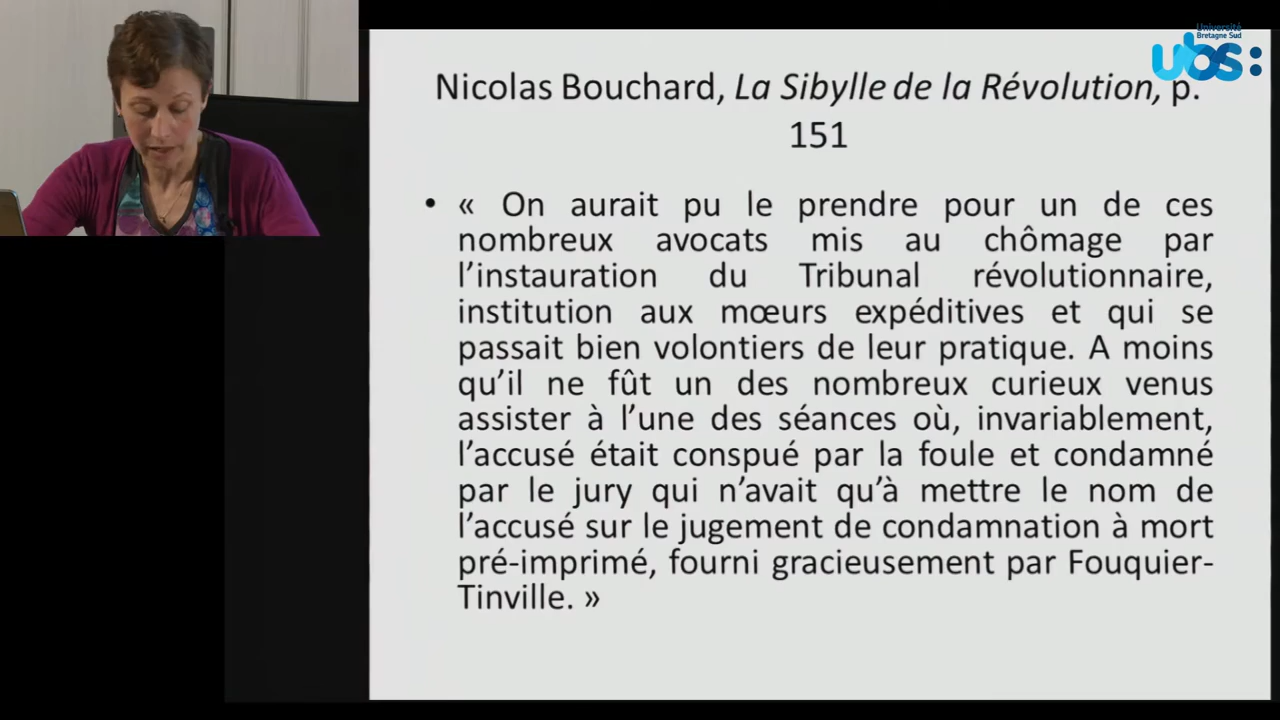 Université
Bretagne Sud
ubs:
Nicolas Bouchard, La Sibylle de la Révolution, p.
151
• « On aurait pu le prendre pour un de ces
nombreux avocats mis au chômage par
l’instauration du Tribunal révolutionnaire,
institution aux mœurs expéditives et qui se
passait bien volontiers de leur pratique. A moins
qu’il ne fût un des nombreux curieux venus
assister à l’une des séances où, invariablement,
l’accusé était conspué par la foule et condamné
par le jury qui n’avait qu’à mettre le nom de
l’accusé sur le jugement de condamnation à mort
pré-imprimé, fourni gracieusement par Fouquier-
Tinville. »